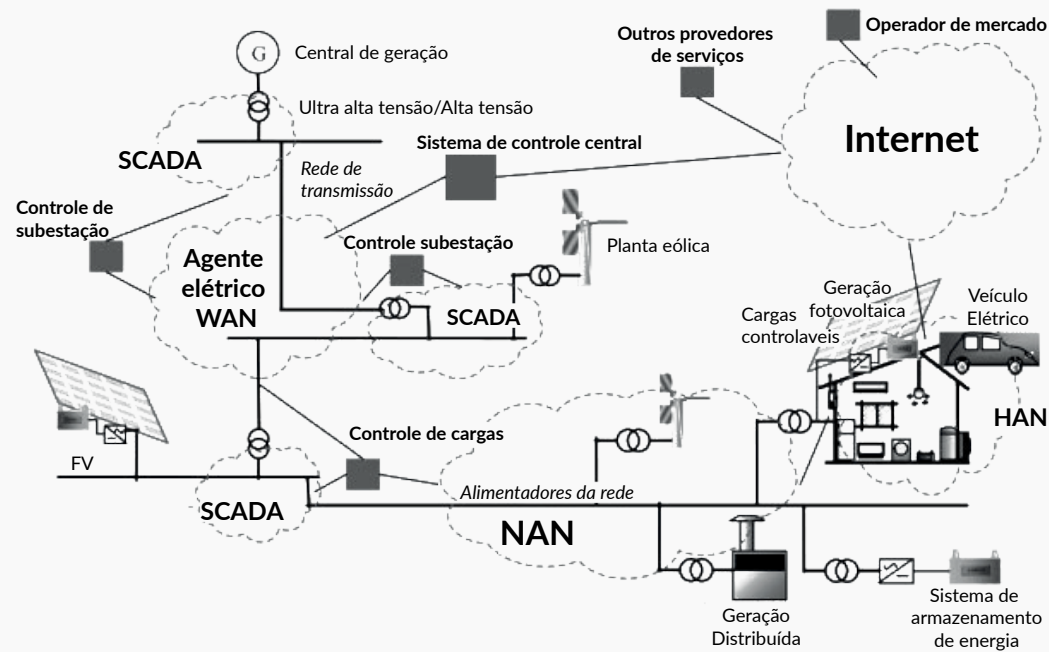 Operador de mercado
Outros provedores
de serviços
G
Central de geração
Ultra alta tensão/Alta tensão
Internet
Sistema de controle central
SCADA
Rede de
transmissão
Controle de
subestação
Controle subestação
Planta eólica
Agente
elétrico
WAN
SCADA
Geração
fotovoltaica
Veículo
Elétrico
Cargas
controlaveis
HAN
Controle de cargas
FV
Alimentadores da rede
SCADA
NAN
Geração
Distribuída
Sistema de
armazenamento
de energia